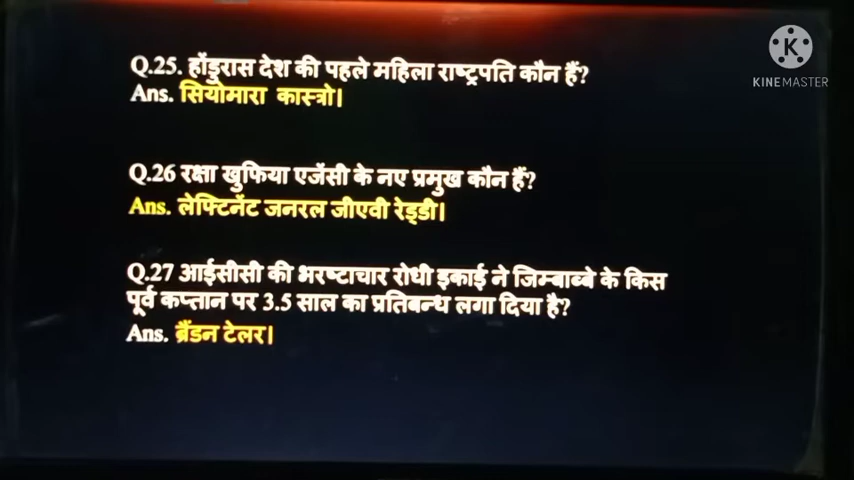 Q.25. होंडुरास देश की पहले महिला राष्ट्रपति कौन हैं?
Ans. सियोमारा कास्त्रो।
Q.26 रक्षा खुफिया एजेंसी के नए प्रमुख कौन हैं?
Ans. लेफ्टिनेंट जनरल जीएवी रेड्डी।
Q.27 आईसीसी की भरष्टाचार रोधी इकाई ने जिम्बाब्बे के किस
पूर्व कप्तान पर 3.5 साल का प्रतिबन्ध लगा दिया है?
Ans. ब्रैंडन टेलर।
K
KINEMASTER